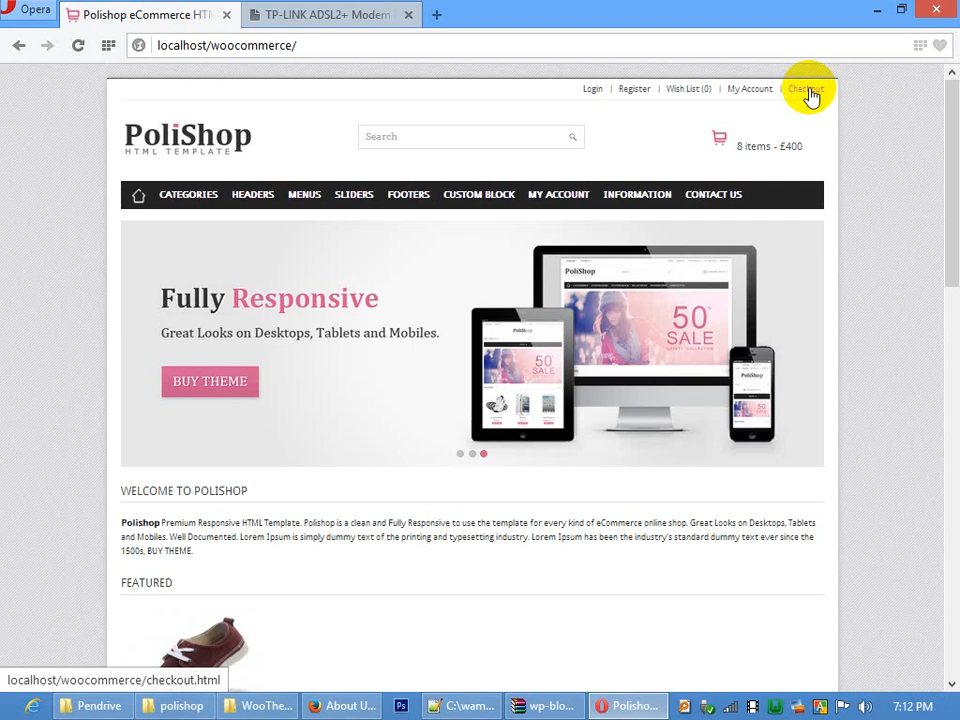 Opera
Polishop eCommerce HTM
TP-LINK ADSL2+ Modem
localhost/woocommerce/
Login | Register | Wish List (0) | My Account | Checkout
PoliShop
HTML TEMPLATE
Search
8 items - £400
CATEGORIES HEADERS MENUS SLIDERS FOOTERS CUSTOM BLOCK MY ACCOUNT INFORMATION CONTACT US
Fully Responsive
Great Looks on Desktops, Tablets and Mobiles.
BUY THEME
PoliShop
50%
SALE
50
SALE
WELCOME TO POLISHOP
Polishop Premium Responsive HTML Template. Polishop is a clean and Fully Responsive to use the template for every kind of eCommerce online shop. Great Looks on Desktops, Tablets
and Mobiles. Well Documented. Lorem Ipsum is simply dummy text of the printing and typesetting industry. Lorem Ipsum has been the industry's standard dummy text ever since the
1500s, BUY THEME.
FEATURED
localhost/woocommerce/checkout.html
Pendrive
polishop
WooThe...
About U...
C:\wam...
wp-blo...
Polisho...
7:12 PM